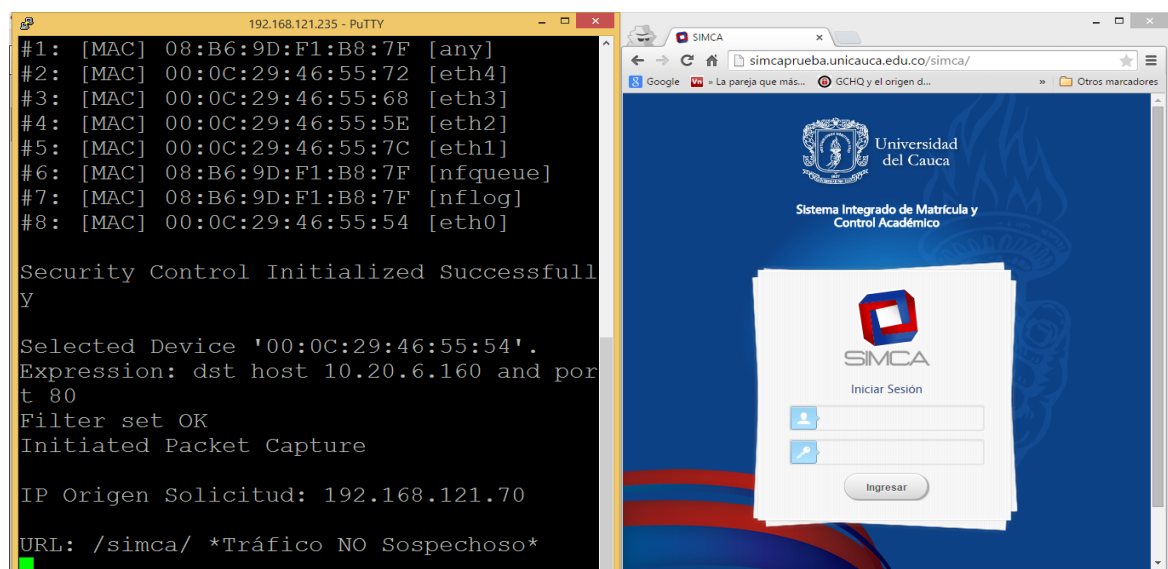 192.168.121.235 - PuTTY
#1: [MAC] 08:B6:9D:F1:B8:7F [any]
#2: [MAC] 00:0C:29:46:55:72 [eth4]
#3: [MAC] 00:0C:29:46:55:68 [eth3]
#4: [MAC] 00:0C:29:46:55:5E [eth2]
#5: [MAC] 00:0C:29:46:55:7C [eth1]
#6: [MAC] 08:B6:9D:F1:B8:7F [nfqueue]
#7: [MAC] 08:B6:9D:F1:B8:7F [nflog]
#8: [MAC] 00:0C:29:46:55:54 [eth0]
Security Control Initialized Successfull
y
Selected Device '00:0C:29:46:55:54'.
Expression: dst host 10.20.6.160 and por
t 80
Filter set OK
Initiated Packet Capture
IP Origen Solicitud: 192.168.121.70
URL: /simca/ *Tráfico NO Sospechoso*
SIMCA
simcaprueba.unicauca.edu.co/simca/
Google
» La pareja que más...
GCHQ y el origen d...
» Otros marcadores
Universidad
del Cauca
Sistema Integrado de Matrícula y
Control Académico
SIMCA
Iniciar Sesión
Ingresar